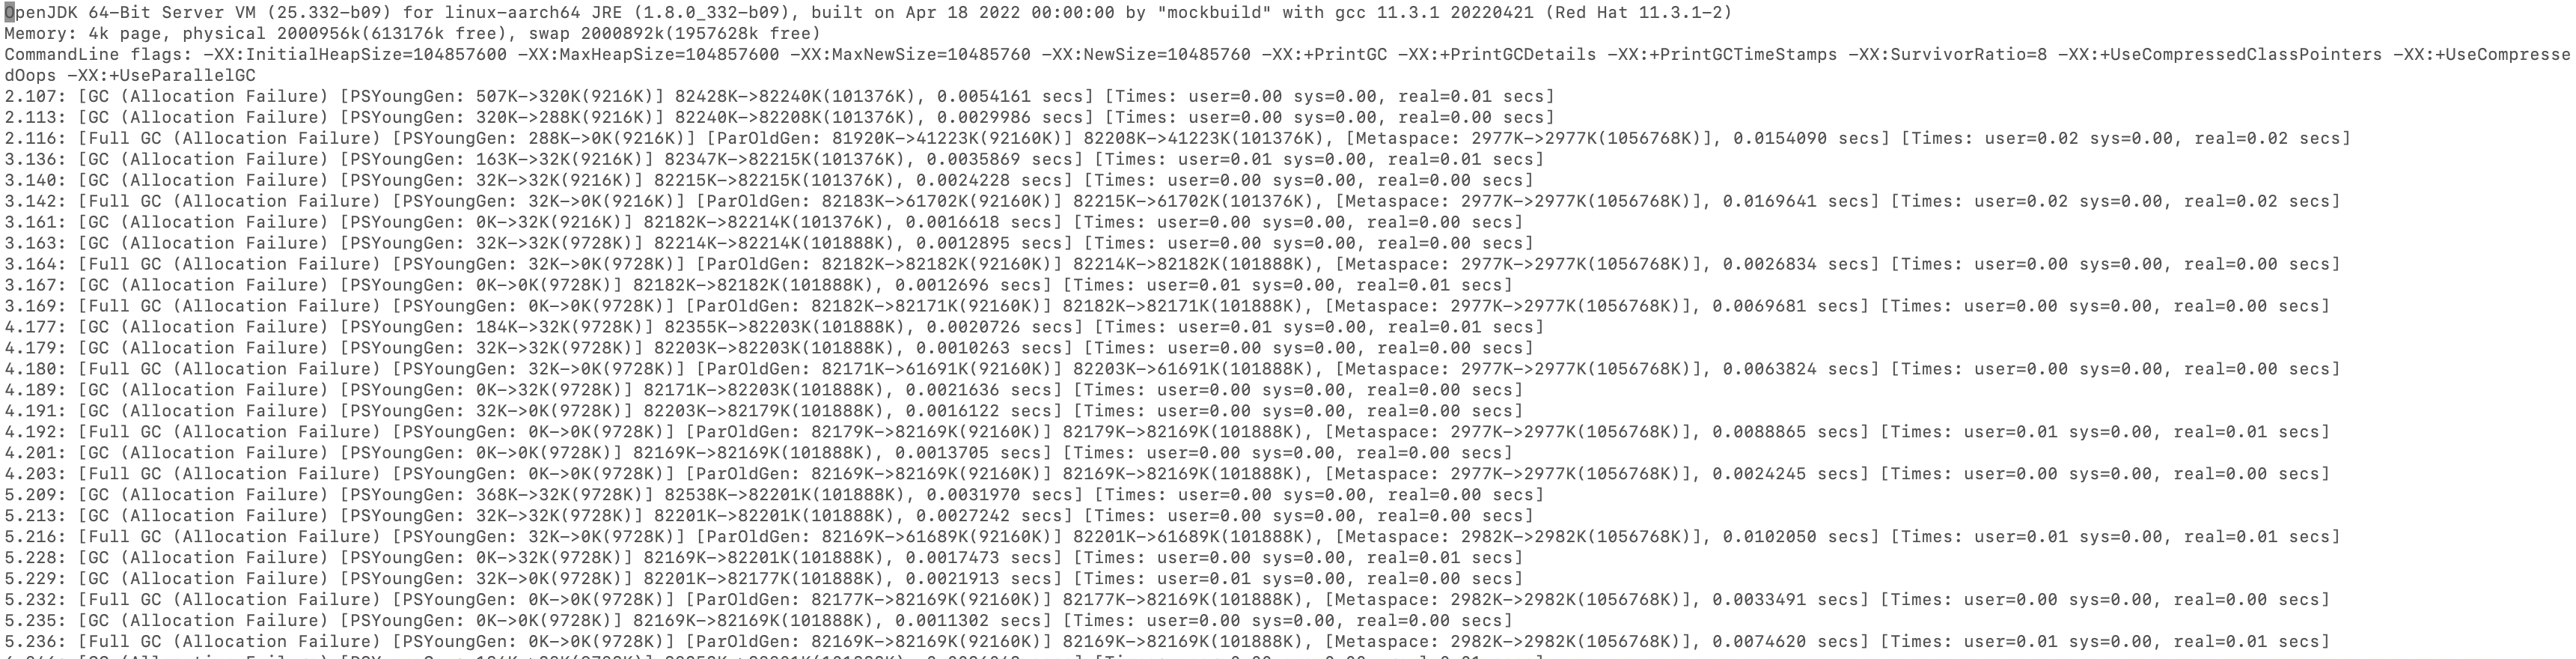 OpenJDK 64-Bit Server VM (25.332-b09) for linux-aarch64 JRE (1.8.0_332-b09), built on Apr 18 2022 00:00:00 by "mockbuild" with gcc 11.3.1 20220421 (Red Hat 11.3.1-2)
Memory: 4k page, physical 2000956k(613176k free), swap 2000892k(1957628k free)
CommandLine flags: -XX:InitialHeapSize=104857600 -XX:MaxHeapSize=104857600 -XX:MaxNewSize=10485760 -XX:NewSize=10485760 -XX:+PrintGC -XX:+PrintGCDetails -XX:+PrintGCTimeStamps -XX:SurvivorRatio=8 -XX:+UseCompressedClassPointers -XX:+UseCompresse
dOops -XX:+UseParallelGC
2.107: [GC (Allocation Failure) [PSYoungGen: 507K->320K(9216K)] 82428K->82240K(101376K), 0.0054161 secs] [Times: user=0.00 sys=0.00, real=0.01 secs]
2.113: [GC (Allocation Failure) [PSYoungGen: 320K->288K(9216K)] 82240K->82208K(101376K), 0.0029986 secs] [Times: user=0.00 sys=0.00, real=0.00 secs]
2.116: [Full GC (Allocation Failure) [PSYoungGen: 288K->0K(9216K)] [ParOldGen: 81920K->41223K(92160K)] 82208K->41223K(101376K), [Metaspace: 2977K->2977K(1056768K)], 0.0154090 secs] [Times: user=0.02 sys=0.00, real=0.02 secs]
3.136: [GC (Allocation Failure) [PSYoungGen: 163K->32K(9216K)] 82347K->82215K(101376K), 0.0035869 secs] [Times: user=0.01 sys=0.00, real=0.01 secs]
3.140: [GC (Allocation Failure) [PSYoungGen: 32K->32K(9216K)] 82215K->82215K(101376K), 0.0024228 secs] [Times: user=0.00 sys=0.00, real=0.00 secs]
3.142: [Full GC (Allocation Failure) [PSYoungGen: 32K->0K(9216K)] [ParOldGen: 82183K->61702K(92160K)] 82215K->61702K(101376K), [Metaspace: 2977K->2977K(1056768K)], 0.0169641 secs] [Times: user=0.02 sys=0.00, real=0.02 secs]
3.161: [GC (Allocation Failure) [PSYoungGen: 0K->32K(9216K)] 82182K->82214K(101376K), 0.0016618 secs] [Times: user=0.00 sys=0.00, real=0.00 secs]
3.163: [GC (Allocation Failure) [PSYoungGen: 32K->32K(9728K)] 82214K->82214K(101888K), 0.0012895 secs] [Times: user=0.00 sys=0.00, real=0.00 secs]
3.164: [Full GC (Allocation Failure) [PSYoungGen: 32K->0K(9728K)] [ParOldGen: 82182K->82182K(92160K)] 82214K->82182K(101888K), [Metaspace: 2977K->2977K(1056768K)], 0.0026834 secs] [Times: user=0.00 sys=0.00, real=0.00 secs]
3.167: [GC (Allocation Failure) [PSYoungGen: 0K->0K(9728K)] 82182K->82182K(101888K), 0.0012696 secs] [Times: user=0.01 sys=0.00, real=0.01 secs]
3.169: [Full GC (Allocation Failure) [PSYoungGen: 0K->0K(9728K)] [ParOldGen: 82182K->82171K(92160K)] 82182K->82171K(101888K), [Metaspace: 2977K->2977K(1056768K)], 0.0069681 secs] [Times: user=0.00 sys=0.00, real=0.00 secs]
4.177: [GC (Allocation Failure) [PSYoungGen: 184K->32K(9728K)] 82355K->82203K(101888K), 0.0020726 secs] [Times: user=0.01 sys=0.00, real=0.01 secs]
4.179: [GC (Allocation Failure) [PSYoungGen: 32K->32K(9728K)] 82203K->82203K(101888K), 0.0010263 secs] [Times: user=0.00 sys=0.00, real=0.00 secs]
4.180: [Full GC (Allocation Failure) [PSYoungGen: 32K->0K(9728K)] [ParOldGen: 82171K->61691K(92160K)] 82203K->61691K(101888K), [Metaspace: 2977K->2977K(1056768K)], 0.0063824 secs] [Times: user=0.00 sys=0.00, real=0.00 secs]
4.189: [GC (Allocation Failure) [PSYoungGen: 0K->32K(9728K)] 82171K->82203K(101888K), 0.0021636 secs] [Times: user=0.00 sys=0.00, real=0.00 secs]
4.191: [GC (Allocation Failure) [PSYoungGen: 32K->0K(9728K)] 82203K->82179K(101888K), 0.0016122 secs] [Times: user=0.00 sys=0.00, real=0.00 secs]
4.192: [Full GC (Allocation Failure) [PSYoungGen: 0K->0K(9728K)] [ParOldGen: 82179K->82169K(92160K)] 82179K->82169K(101888K), [Metaspace: 2977K->2977K(1056768K)], 0.0088865 secs] [Times: user=0.01 sys=0.00, real=0.01 secs]
4.201: [GC (Allocation Failure) [PSYoungGen: 0K->0K(9728K)] 82169K->82169K(101888K), 0.0013705 secs] [Times: user=0.00 sys=0.00, real=0.00 secs]
4.203: [Full GC (Allocation Failure) [PSYoungGen: 0K->0K(9728K)] [ParOldGen: 82169K->82169K(92160K)] 82169K->82169K(101888K), [Metaspace: 2977K->2977K(1056768K)], 0.0024245 secs] [Times: user=0.00 sys=0.00, real=0.00 secs]
5.209: [GC (Allocation Failure) [PSYoungGen: 368K->32K(9728K)] 82538K->82201K(101888K), 0.0031970 secs] [Times: user=0.00 sys=0.00, real=0.00 secs]
5.213: [GC (Allocation Failure) [PSYoungGen: 32K->32K(9728K)] 82201K->82201K(101888K), 0.0027242 secs] [Times: user=0.00 sys=0.00, real=0.00 secs]
5.216: [Full GC (Allocation Failure) [PSYoungGen: 32K->0K(9728K)] [ParOldGen: 82169K->61689K(92160K)] 82201K->61689K(101888K), [Metaspace: 2982K->2982K(1056768K)], 0.0102050 secs] [Times: user=0.01 sys=0.00, real=0.01 secs]
5.228: [GC (Allocation Failure) [PSYoungGen: 0K->32K(9728K)] 82169K->82201K(101888K), 0.0017473 secs] [Times: user=0.00 sys=0.00, real=0.01 secs]
5.229: [GC (Allocation Failure) [PSYoungGen: 32K->0K(9728K)] 82201K->82177K(101888K), 0.0021913 secs] [Times: user=0.01 sys=0.00, real=0.00 secs]
5.232: [Full GC (Allocation Failure) [PSYoungGen: 0K->0K(9728K)] [ParOldGen: 82177K->82169K(92160K)] 82177K->82169K(101888K), [Metaspace: 2982K->2982K(1056768K)], 0.0033491 secs] [Times: user=0.00 sys=0.00, real=0.00 secs]
5.235: [GC (Allocation Failure) [PSYoungGen: 0K->0K(9728K)] 82169K->82169K(101888K), 0.0011302 secs] [Times: user=0.00 sys=0.00, real=0.00 secs]
5.236: [Full GC (Allocation Failure) [PSYoungGen: 0K->0K(9728K)] [ParOldGen: 82169K->82169K(92160K)] 82169K->82169K(101888K), [Metaspace: 2982K->2982K(1056768K)], 0.0074620 secs] [Times: user=0.01 sys=0.00, real=0.01 secs]